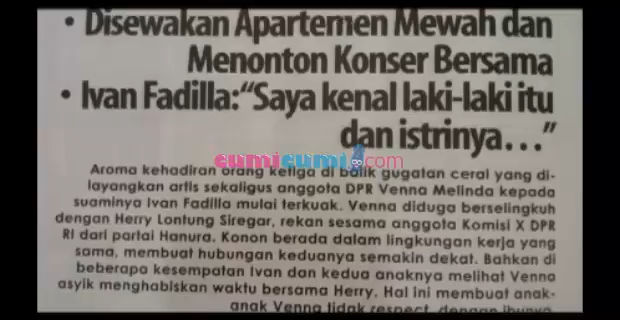 • Disewakan Apartemen Mewah dan
Menonton Konser Bersama
• Ivan Fadilla:“Saya kenal laki-laki itu
dan istrinya...”
cumicumi.com
Aroma kehadiran orang ketiga di balik gugatan cerai yang di-
layangkan artis sekaligus anggota DPR Venna Melinda kepada
suaminya Ivan Fadilla mulai terkuak. Venna diduga berselingkuh
dengan Herry Lontung Siregar, rekan sesama anggota Komisi X DPR
RI dari partai Hanura. Konon berada dalam lingkungan kerja yang
sama, membuat hubungan keduanya semakin dekat. Bahkan di
beberapa kesempatan Ivan dan kedua anaknya melihat Venna
asyik menghabiskan waktu bersama Herry. Hal ini membuat anak-
anak Venna tidak respect dengan ibunya